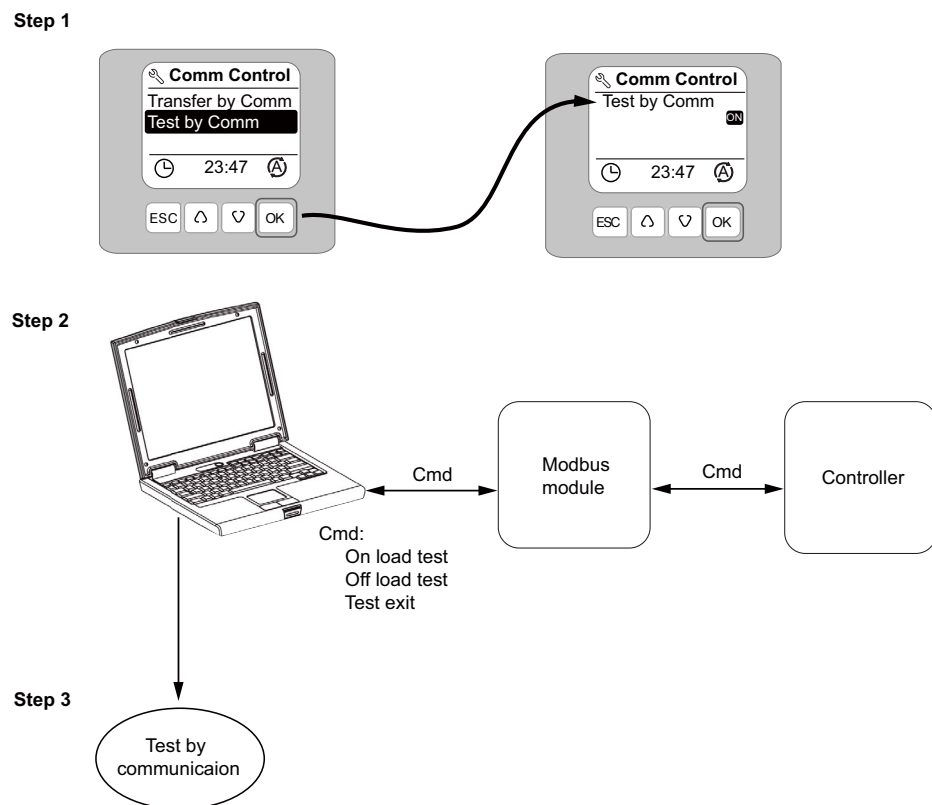 Step 1
Comm Control
Transfer by Comm
Test by Comm
23:47 A
ESC OK
Comm Control
Test by Comm
ON
23:47 A
ESC OK
Step 2
Cmd
Modbus
module
Cmd
Controller
Cmd:
On load test
Off load test
Test exit
Step 3
Test by
communicaion